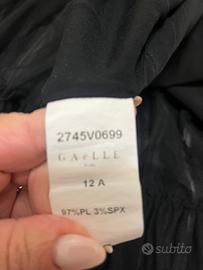 2745V0699
GAëLLE
12 A
97%PL 3%SPX
subito